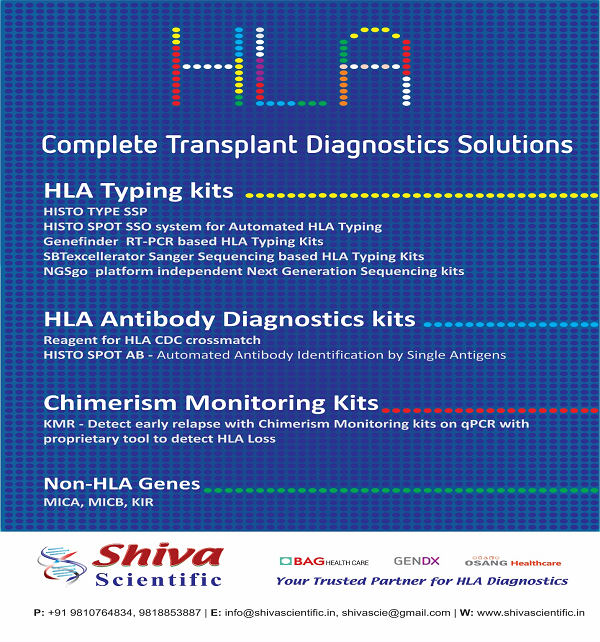 HLA
Complete Transplant Diagnostics Solutions
HLA Typing kits
HISTO TYPE SSP
HISTO SPOT SSO system for Automated HLA Typing
Genefinder RT-PCR based HLA Typing Kits
SBTexcellerator Sanger Sequencing based HLA Typing Kits
NGSgo platform independent Next Generation Sequencing kits
HLA Antibody Diagnostics kits
Reagent for HLA CDC crossmatch
HISTO SPOT AB - Automated Antibody Identification by Single Antigens
Chimerism Monitoring Kits
KMR - Detect early relapse with Chimerism Monitoring kits on qPCR with
proprietary tool to detect HLA Loss
Non-HLA Genes
MICA, MICB, KIR
Shiva
Scientific
BAG HEALTH CARE
GENDX
OSANG
OSANG Healthcare
Your Trusted Partner for HLA Diagnostics
P: +91 9810764834, 9818853887 | E: info@shivascientific.in, shivascie@gmail.com | W: www.shivascientific.in